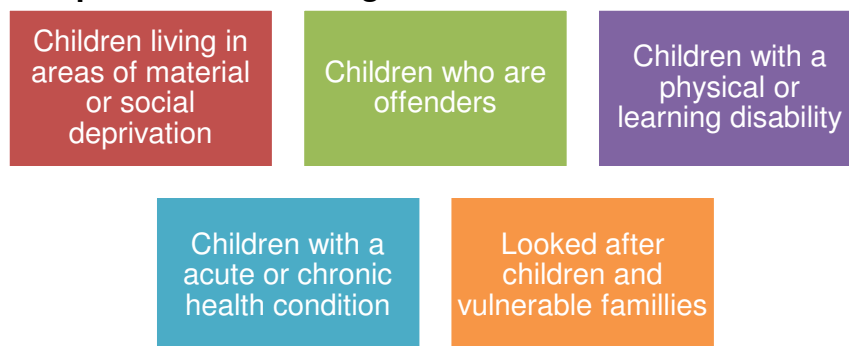 Children living in
areas of material
or social
deprivation
Children who are
offenders
Children with a
physical or
learning disability
Children with a
acute or chronic
health condition
Looked after
children and
vulnerable famillies